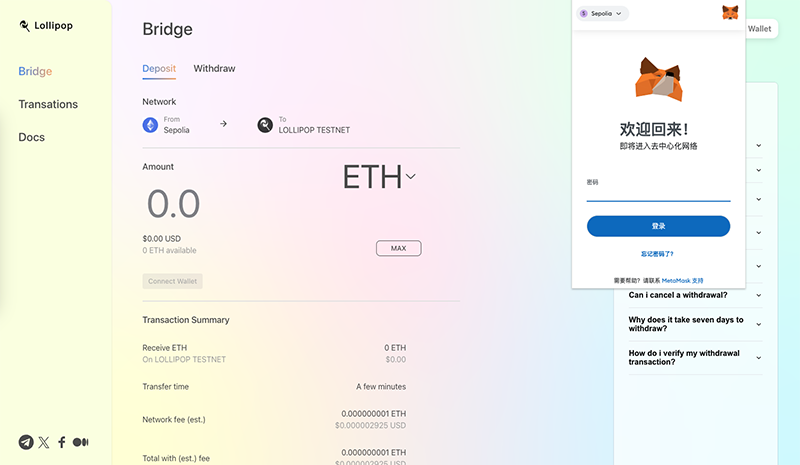 Lollipop
Bridge
Transations
Docs
Bridge
Deposit
Withdraw
Network
From
Sepolia
To
LOLLIPOP TESTNET
Amount
0.0
ETH
$0.00 USD
0 ETH available
MAX
Connect Wallet
Transaction Summary
Receive ETH
0 ETH
On LOLLIPOP TESTNET
$0.00
Transfer time
A few minutes
Network fee (est.)
0.000000001 ETH
$0.000002925 USD
Total with (est.) fee
0.000000001 ETH
$0.000002925 USD
S
Sepolia
欢迎回来!
即将进入去中心化网络
密码
登录
忘记密码了?
需要帮助? 请联系 MetaMask 支持
Wallet
Can i cancel a withdrawal?
Why does it take seven days to
withdraw?
How do i verify my withdrawal
transaction?